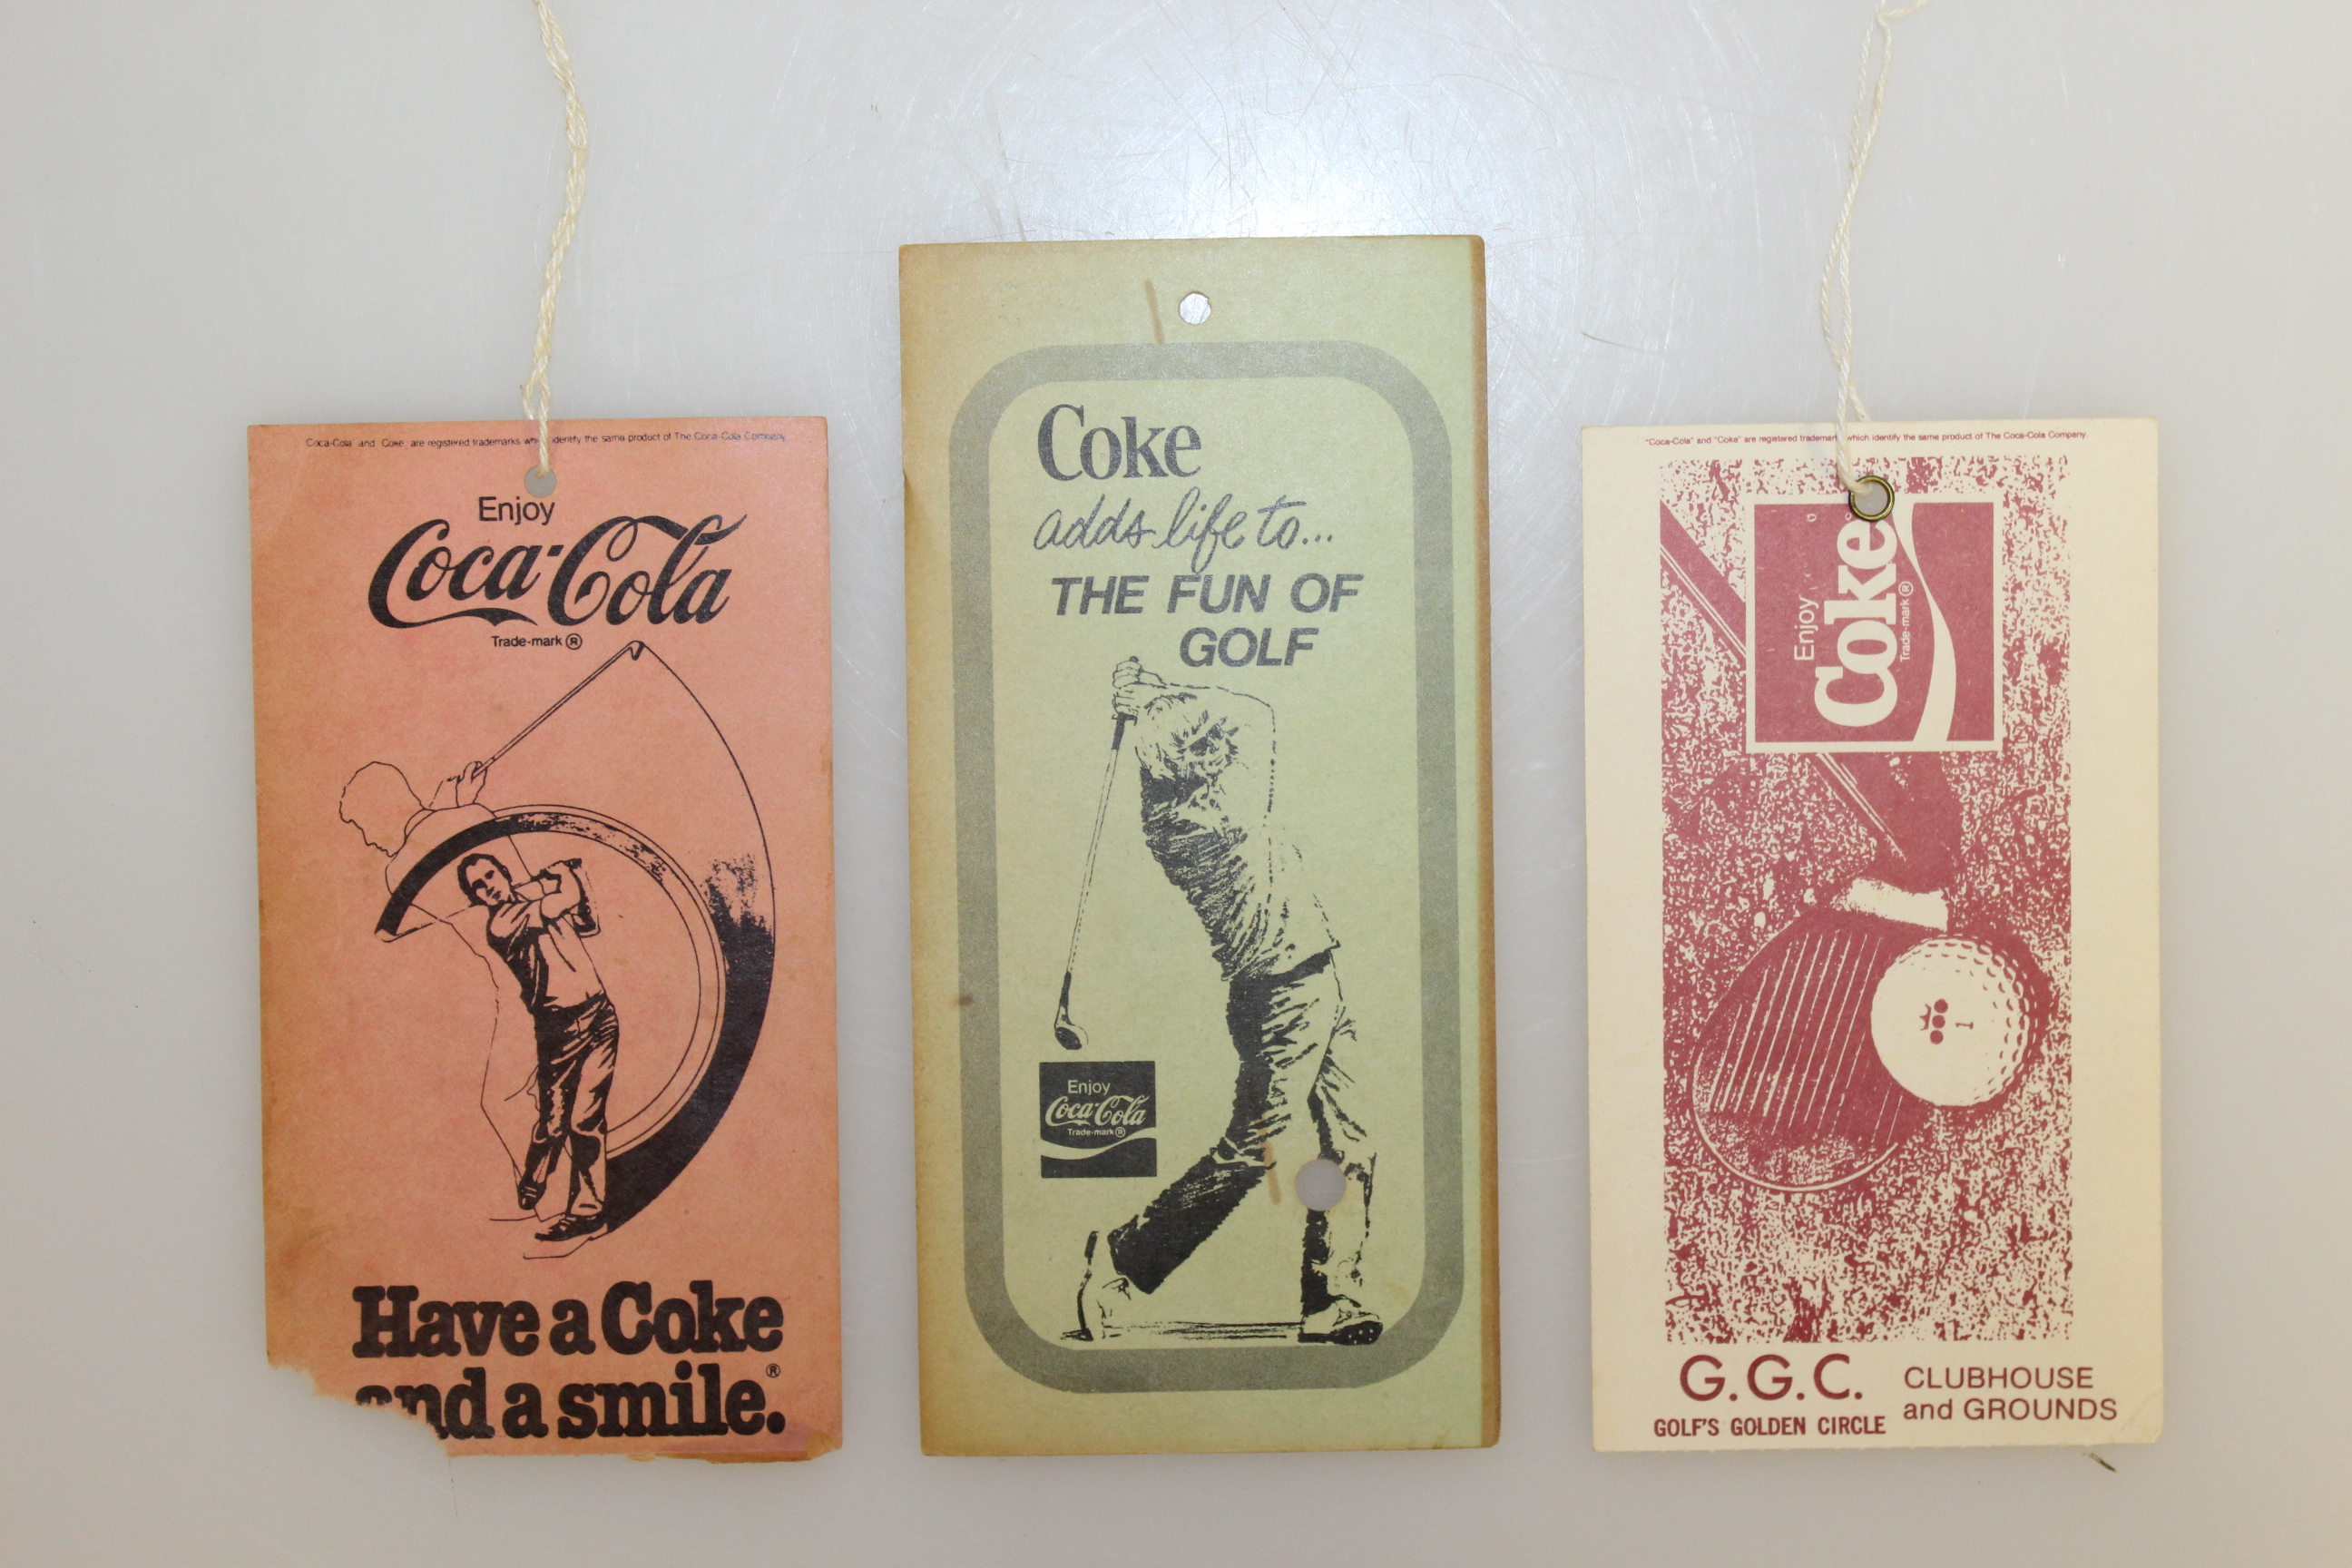 Coca-Cola and Coke are registered trademarks which identify the same product of The Coca-Cola Company
Enjoy
Coca-Cola
Trade-mark ®
Have a Coke
and a smile.®
Coke
adds life to...
THE FUN OF
GOLF
Enjoy
Coca-Cola
Trade-mark ®
"Coca-Cola" and "Coke" are registered trademark which identify the same product of The Coca-Cola Company
Enjoy
Coke
Trade-mark ®
1
G.G.C.
GOLF'S GOLDEN CIRCLE
CLUBHOUSE
and GROUNDS